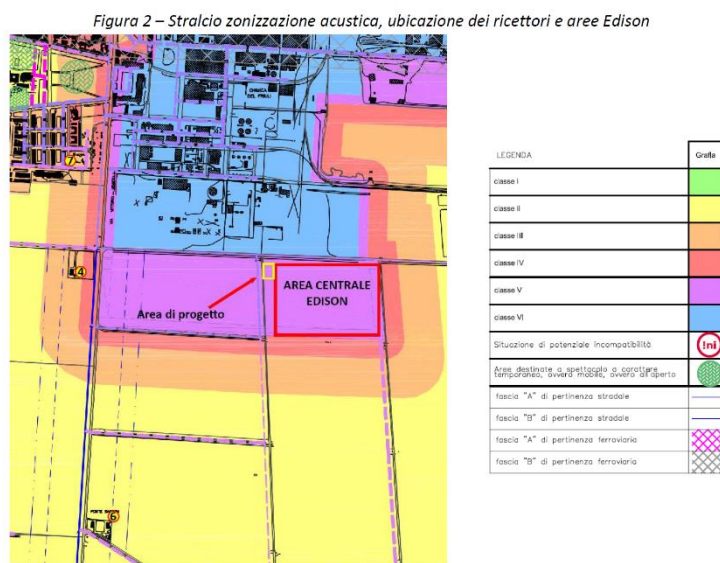 Figura 2 – Stralcio zonizzazione acustica, ubicazione dei ricettori e aree Edison
CHIMICA
DEL FRIULI
7
4
Area di progetto
AREA CENTRALE
EDISON
6
LEGENDA
Grafia
classe I
classe II
classe III
classe IV
classe V
classe VI
Situazione di potenziale incompatibilità
!ni
Aree destinate a spettacolo a carattere
temporaneo, ovvero mobile, ovvero all'aperto
fascia "A" di pertinenza stradale
fascia "B" di pertinenza stradale
fascia "A" di pertinenza ferroviaria
fascia "B" di pertinenza ferroviaria